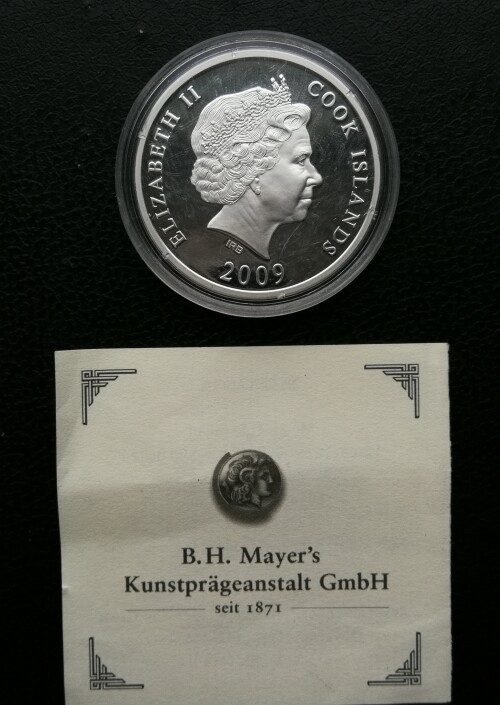 ELIZABETH II
COOK ISLANDS
IRB
2009
B.H. Mayer's
Kunstprägeanstalt GmbH
seit 1871